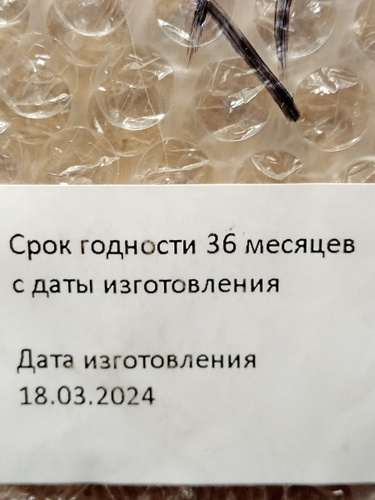 Срок годности 36 месяцев
с даты изготовления
Дата изготовления
18.03.2024